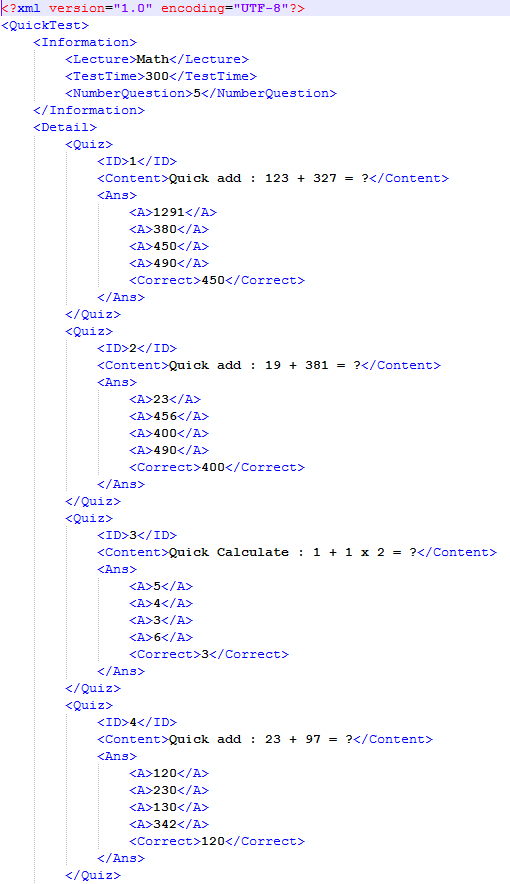 <?xml version="1.0" encoding="UTF-8"?>
<QuickTest>
<Information>
<Lecture>Math</Lecture>
<TestTime>300</TestTime>
<NumberQuestion>5</NumberQuestion>
</Information>
<Detail>
<Quiz>
<ID>1</ID>
<Content>Quick add : 123 + 327 = ?</Content>
<Ans>
<A>1291</A>
<A>380</A>
<A>450</A>
<A>490</A>
<Correct>450</Correct>
</Ans>
</Quiz>
<Quiz>
<ID>2</ID>
<Content>Quick add : 19 + 381 = ?</Content>
<Ans>
<A>23</A>
<A>456</A>
<A>400</A>
<A>490</A>
<Correct>400</Correct>
</Ans>
</Quiz>
<Quiz>
<ID>3</ID>
<Content>Quick Calculate : 1 + 1 x 2 = ?</Content>
<Ans>
<A>5</A>
<A>4</A>
<A>3</A>
<A>6</A>
<Correct>3</Correct>
</Ans>
</Quiz>
<Quiz>
<ID>4</ID>
<Content>Quick add : 23 + 97 = ?</Content>
<Ans>
<A>120</A>
<A>230</A>
<A>130</A>
<A>342</A>
<Correct>120</Correct>
</Ans>
</Quiz>